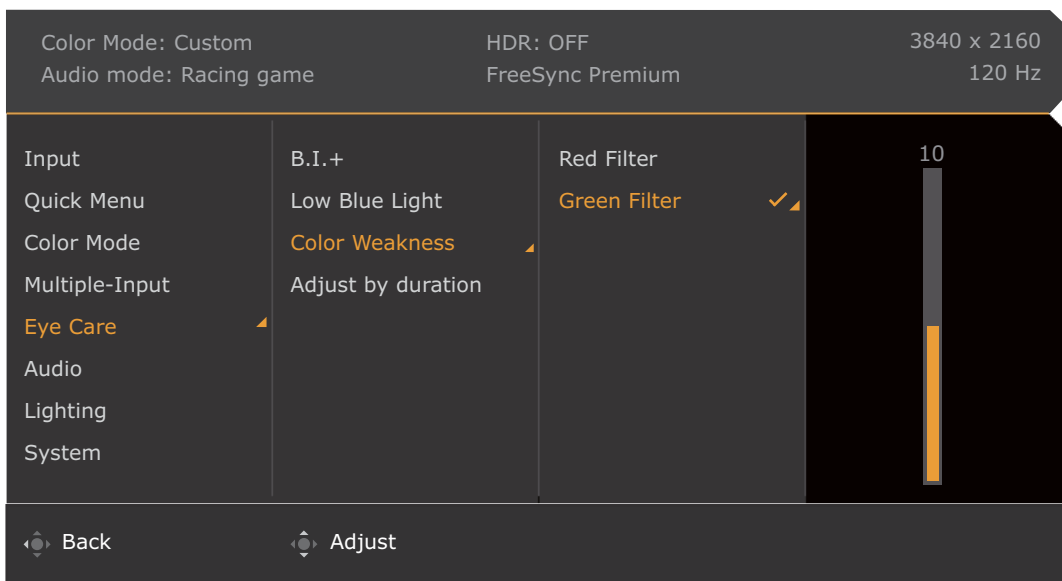 Color Mode: Custom
HDR: OFF
3840 x 2160
Audio mode: Racing game
FreeSync Premium
120 Hz
Input
B.I.+
Red Filter
10
Quick Menu
Low Blue Light
Green Filter
Color Mode
Color Weakness
Multiple-Input
Adjust by duration
Eye Care
Audio
Lighting
System
Back
Adjust